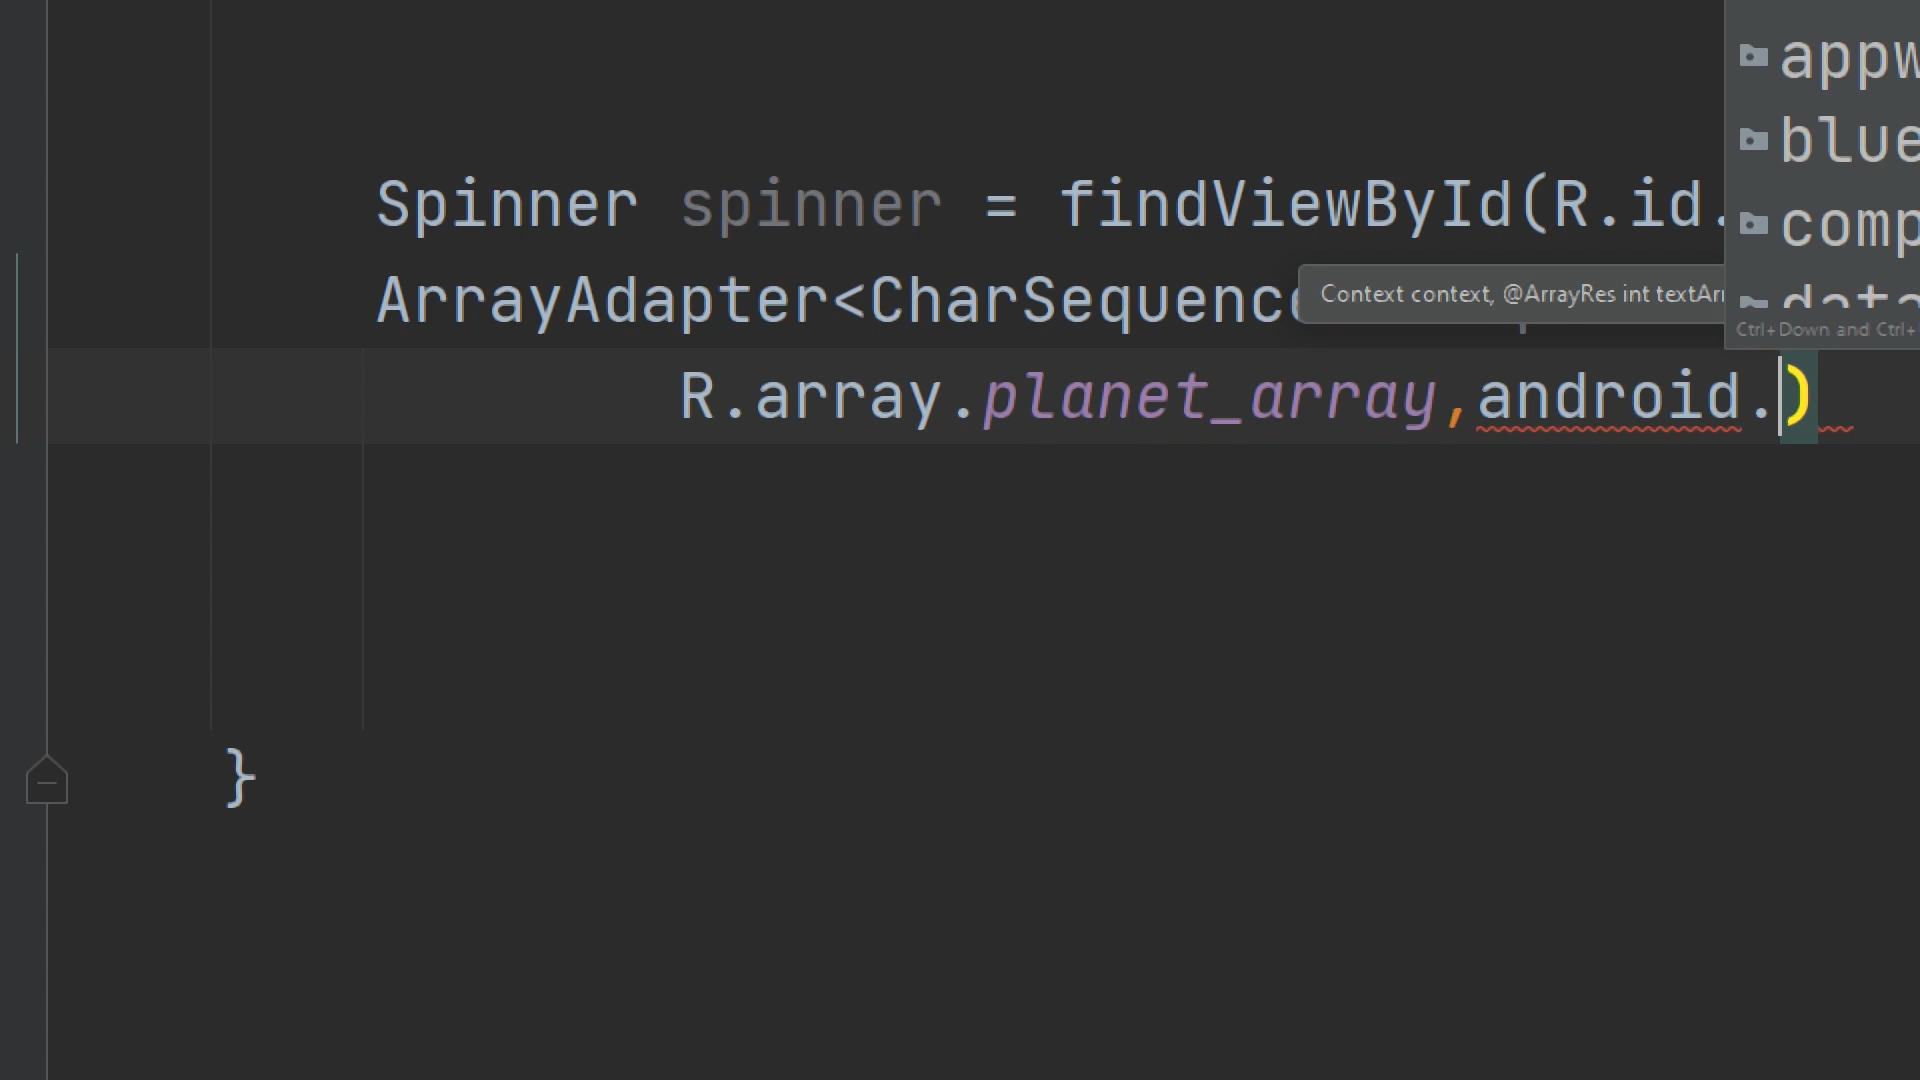 Spinner spinner = findViewById(R.id.
ArrayAdapter<CharSequence
Context context, @ArrayRes int textArr
R.array.planet_array,android.)
}
appw
blue
comp
data
Ctrl+Down and Ctrl+